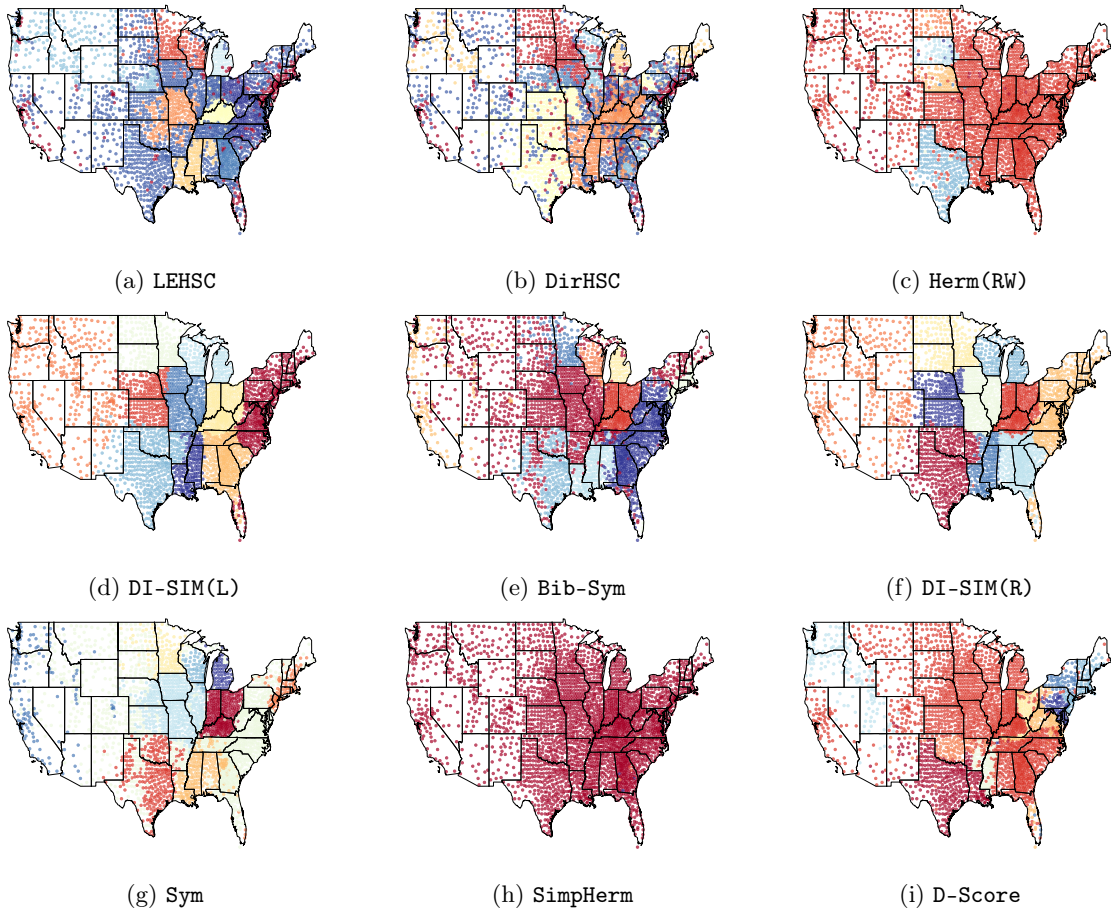 (a) LEHSC
(b) DirHSC
(c) Herm(RW)
(d) DI-SIM(L)
(e) Bib-Sym
(f) DI-SIM(R)
(g) Sym
(h) SimpHerm
(i) D-Score